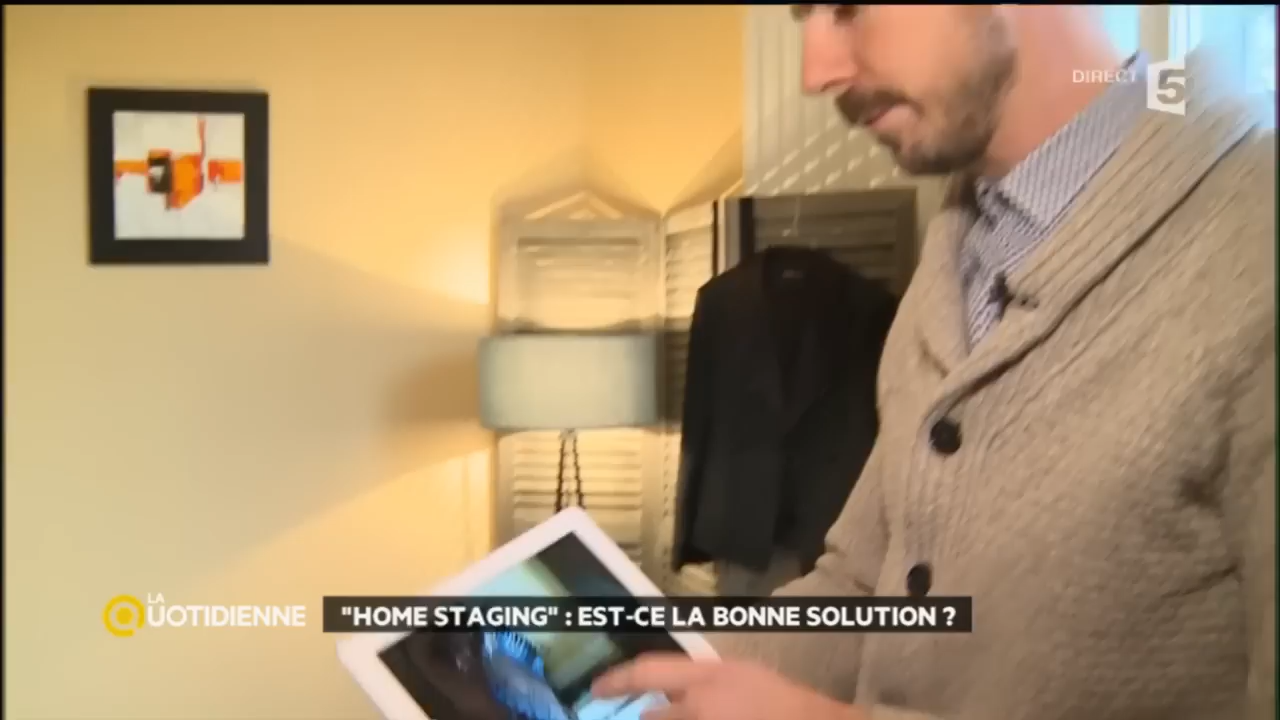 DIRECT 5
LA
QUOTIDIENNE
"HOME STAGING" : EST-CE LA BONNE SOLUTION ?